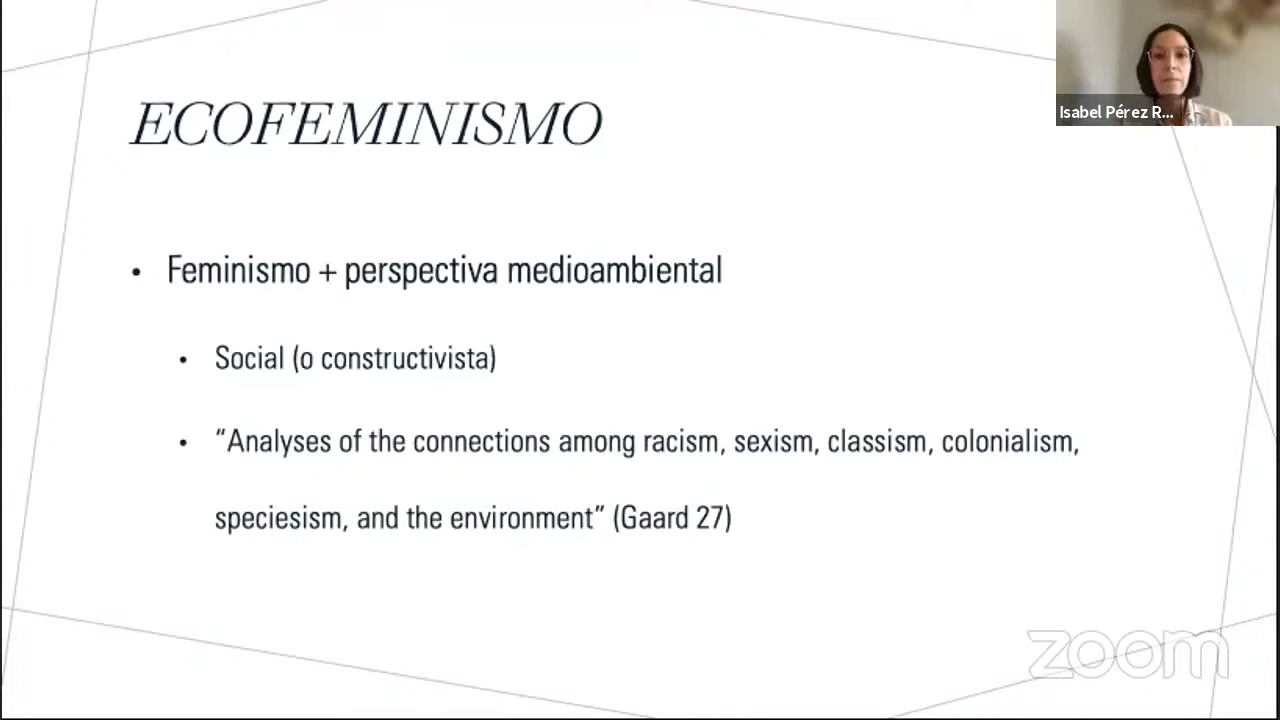 Isabel Pérez R...
ECOFEMINISMO
• Feminismo + perspectiva medioambiental
• Social (o constructivista)
• “Analyses of the connections among racism, sexism, classism, colonialism,
speciesism, and the environment” (Gaard 27)
zoom